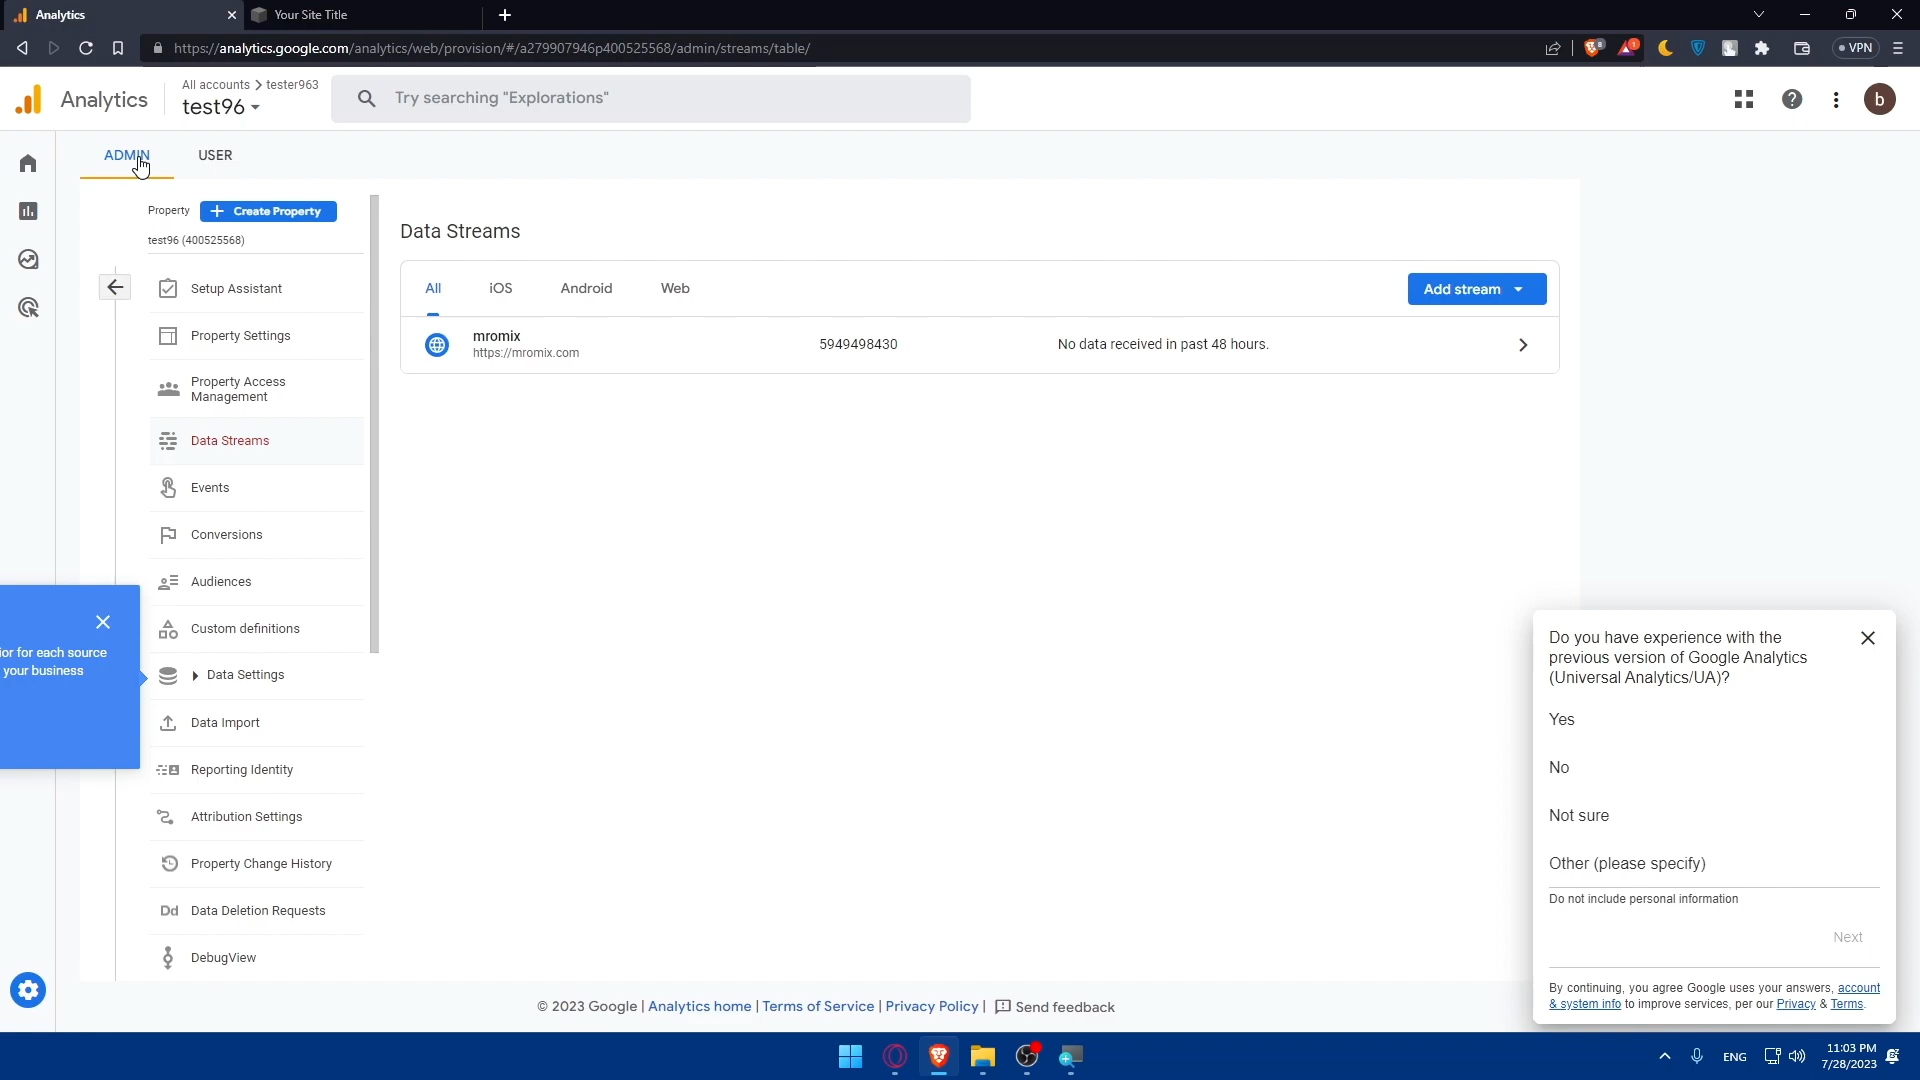 Analytics
Your Site Title
https://analytics.google.com/analytics/web/provision/#/a279907946p400525568/admin/streams/table/
8
1
VPN
Analytics
All accounts > tester963
test96
Try searching "Explorations"
b
ADMIN
USER
Property
Create Property
test96 (400525568)
Setup Assistant
Property Settings
Property Access
Management
Data Streams
Events
Conversions
Audiences
Custom definitions
Data Settings
Data Import
Reporting Identity
Attribution Settings
Property Change History
Dd Data Deletion Requests
DebugView
ior for each source
your business
Data Streams
All
iOS
Android
Web
Add stream
mromix
https://mromix.com
5949498430
No data received in past 48 hours.
Do you have experience with the
previous version of Google Analytics
(Universal Analytics/UA)?
Yes
No
Not sure
Other (please specify)
Do not include personal information
Next
By continuing, you agree Google uses your answers, account
& system info to improve services, per our Privacy & Terms.
© 2023 Google | Analytics home | Terms of Service | Privacy Policy | Send feedback
ENG
11:03 PM
7/28/2023